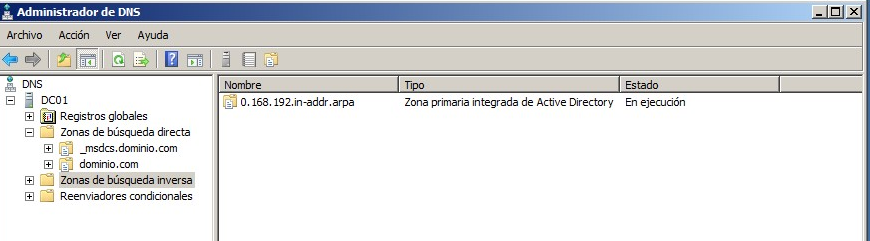 Administrador de DNS
Archivo Acción Ver Ayuda
DNS
DC01
Registros globales
Zonas de búsqueda directa
_msdcs.dominio.com
dominio.com
Zonas de búsqueda inversa
Reenviadores condicionales
Nombre Tipo Estado
0.168.192.in-addr.arpa Zona primaria integrada de Active Directory En ejecución